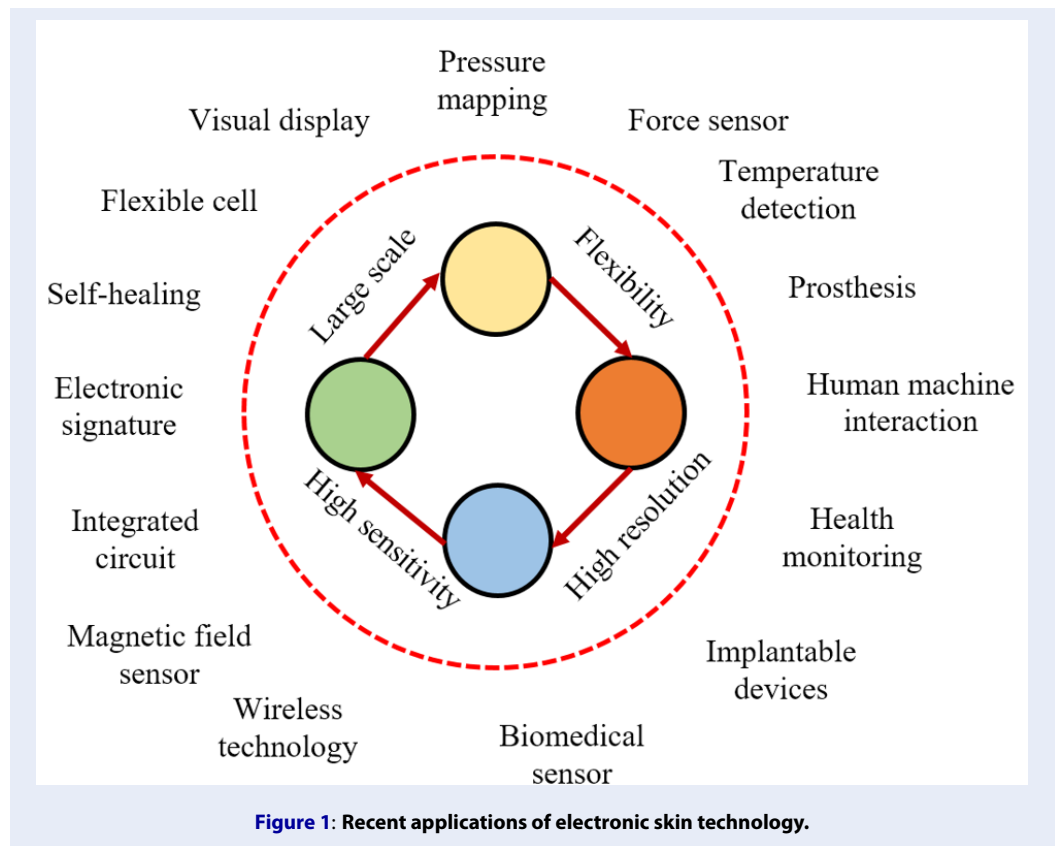 Pressure
mapping
Visual display
Force sensor
Temperature
detection
Flexible cell
Large scale
Flexibility
Self-healing
Prosthesis
Electronic
signature
Human machine
interaction
High sensitivity
High resolution
Integrated
circuit
Health
monitoring
Magnetic field
sensor
Implantable
devices
Wireless
technology
Biomedical
sensor
Figure 1: Recent applications of electronic skin technology.